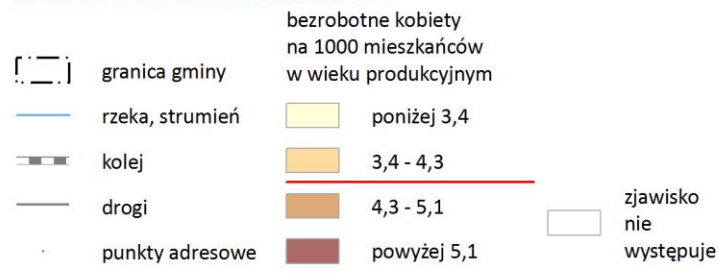 bezrobotne kobiety
na 1000 mieszkańców
w wieku produkcyjnym
granica gminy
rzeka, strumień
kolej
drogi
punkty adresowe
poniżej 3,4
3,4 - 4,3
4,3 - 5,1
powyżej 5,1
zjawisko
nie
występuje